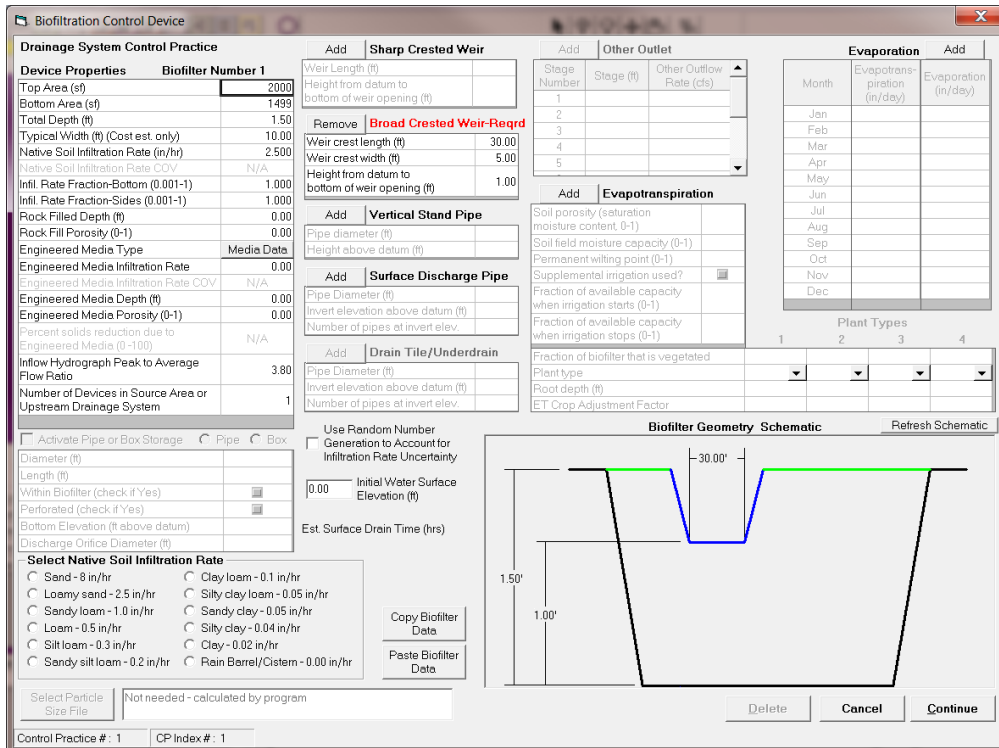 Biofiltration Control Device
Drainage System Control Practice
Device Properties Biofilter Number 1
Top Area (sf) 2000
Bottom Area (sf) 1499
Total Depth (ft) 1.50
Typical Width (ft) (Cost est. only) 10.00
Native Soil Infiltration Rate (in/hr) 2.500
Native Soil Infiltration Rate COV N/A
Infil. Rate Fraction-Bottom (0.001-1) 1.000
Infil. Rate Fraction-Sides (0.001-1) 1.000
Rock Filled Depth (ft) 0.00
Rock Fill Porosity (0-1) 0.00
Engineered Media Type Media Data
Engineered Media Infiltration Rate 0.00
Engineered Media Infiltration Rate COV N/A
Engineered Media Depth (ft) 0.00
Engineered Media Porosity (0-1) 0.00
Percent solids reduction due to
Engineered Media (0 -100) N/A
Inflow Hydrograph Peak to Average
Flow Ratio 3.80
Number of Devices in Source Area or
Upstream Drainage System 1
Activate Pipe or Box Storage Pipe Box
Diameter (ft)
Length (ft)
Within Biofilter (check if Yes)
Perforated (check if Yes)
Bottom Elevation (ft above datum)
Discharge Orifice Diameter (ft)
Select Native Soil Infiltration Rate
Sand - 8 in/hr
Loamy sand - 2.5 in/hr
Sandy loam - 1.0 in/hr
Loam - 0.5 in/hr
Silt loam - 0.3 in/hr
Sandy silt loam - 0.2 in/hr
Clay loam - 0.1 in/hr
Silty clay loam - 0.05 in/hr
Sandy clay - 0.05 in/hr
Silty clay - 0.04 in/hr
Clay - 0.02 in/hr
Rain Barrel/Cistern - 0.00 in/hr
Select Particle
Size File
Not needed - calculated by program
Control Practice # : 1 CP Index # : 1
Add Sharp Crested Weir
Weir Length (ft)
Height from datum to
bottom of weir opening (ft)
Remove Broad Crested Weir-Reqrd
Weir crest length (ft) 30.00
Weir crest width (ft) 5.00
Height from datum to
bottom of weir opening (ft) 1.00
Add Vertical Stand Pipe
Pipe diameter (ft)
Height above datum (ft)
Add Surface Discharge Pipe
Pipe Diameter (ft)
Invert elevation above datum (ft)
Number of pipes at invert elev.
Add Drain Tile/Underdrain
Pipe Diameter (ft)
Invert elevation above datum (ft)
Number of pipes at invert elev.
Use Random Number
Generation to Account for
Infiltration Rate Uncertainty
0.00 Initial Water Surface
Elevation (ft)
Est. Surface Drain Time (hrs)
Copy Biofilter
Data
Paste Biofilter
Data
Add Other Outlet
Stage
Number
Stage (ft)
Other Outflow
Rate (cfs)
1
2
3
4
5
Add Evapotranspiration
Soil porosity (saturation
moisture content, 0-1)
Soil field moisture capacity (0-1)
Permanent wilting point (0-1)
Supplemental irrigation used?
Fraction of available capacity
when irrigation starts (0-1)
Fraction of available capacity
when irrigation stops (0-1)
Fraction of biofilter that is vegetated
Plant type
Root depth (ft)
ET Crop Adjustment Factor
Evaporation Add
Month
Evapotrans-
piration
(in/day)
Evaporation
(in/day)
Jan
Feb
Mar
Apr
May
Jun
Jul
Aug
Sep
Oct
Nov
Dec
Plant Types
1 2 3 4
Biofilter Geometry Schematic
Refresh Schematic
30.00'
1.50'
1.00'
Delete
Cancel
Continue